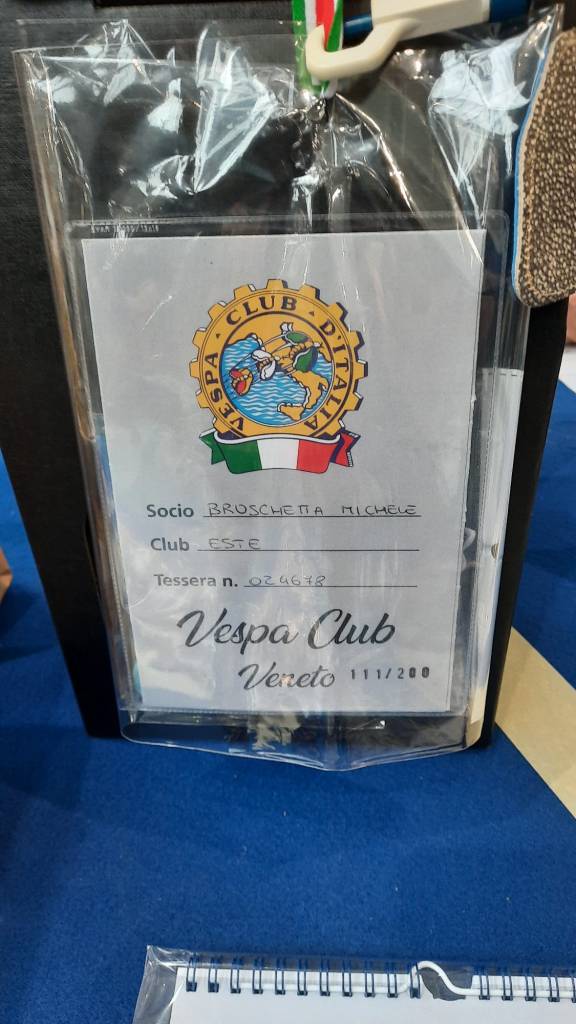 VESPA CLUB D'ITALIA
Socio BRUSCHETTA MICHELE
Club ESTE
Tessera n. 024678
Vespa Club
Veneto 111/200